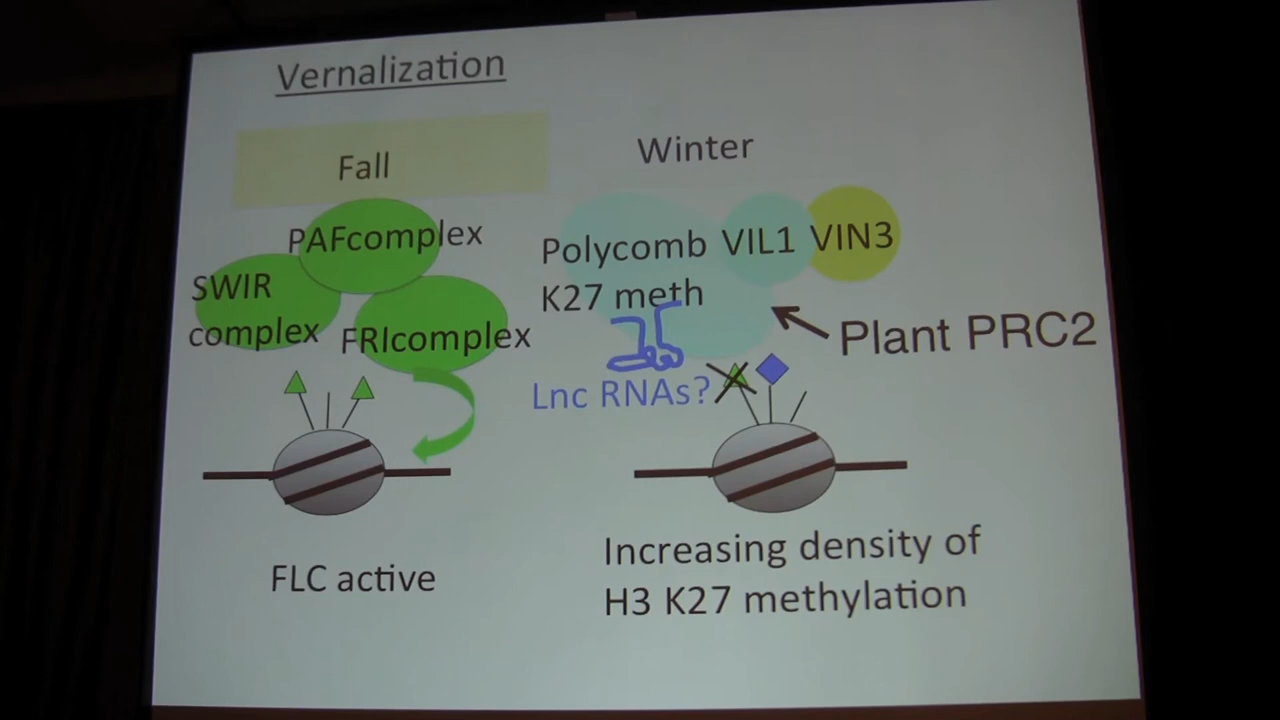 Vernalization
Fall
Winter
PAFcomplex
SWIR
complex
FRIcomplex
Polycomb
K27 meth
VIL1
VIN3
Plant PRC2
Lnc RNAs?
FLC active
Increasing density of
H3 K27 methylation